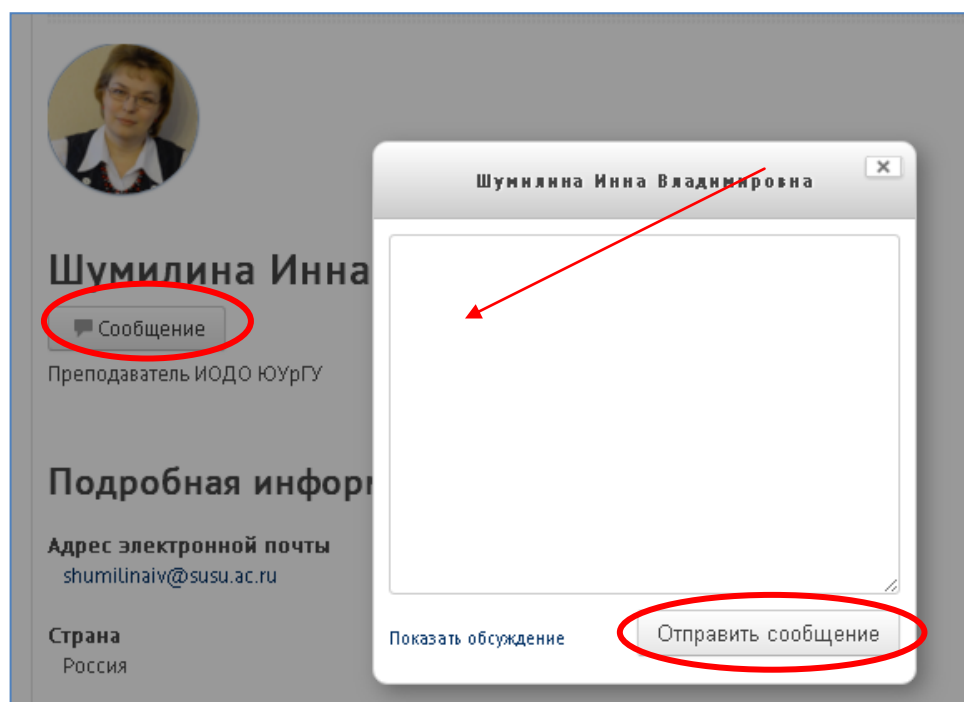 Шумилина Инна
Сообщение
Преподаватель ИОДО ЮУрГУ
Подробная инфор
Адрес электронной почты
shumilinaiv@susu.ac.ru
Страна
Россия
Шумилина Инна Владимировна
Показать обсуждение
Отправить сообщение